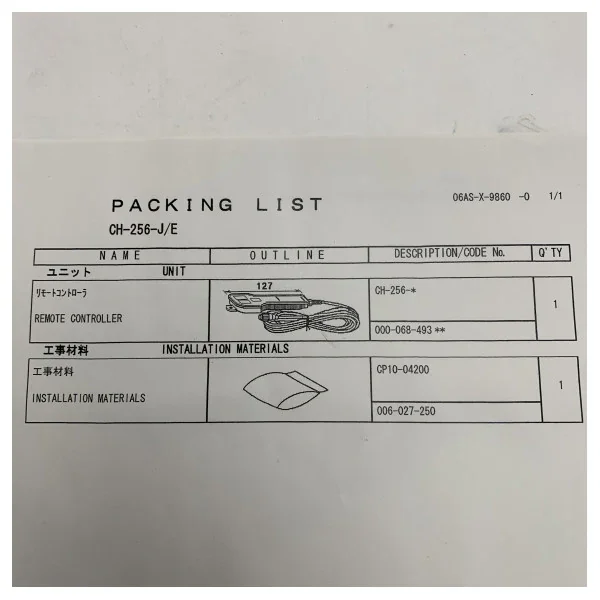 06AS-X-9860 -0 1/1
PACKING LIST
CH-256-J/E
NAME OUTLINE DESCRIPTION/CODE No. Q'TY
ユニット UNIT
リモートコントローラ
REMOTE CONTROLLER
127
CH-256-*
000-068-493 **
1
工事材料 INSTALLATION MATERIALS
工事材料
INSTALLATION MATERIALS
CP10-04200
006-027-250
1